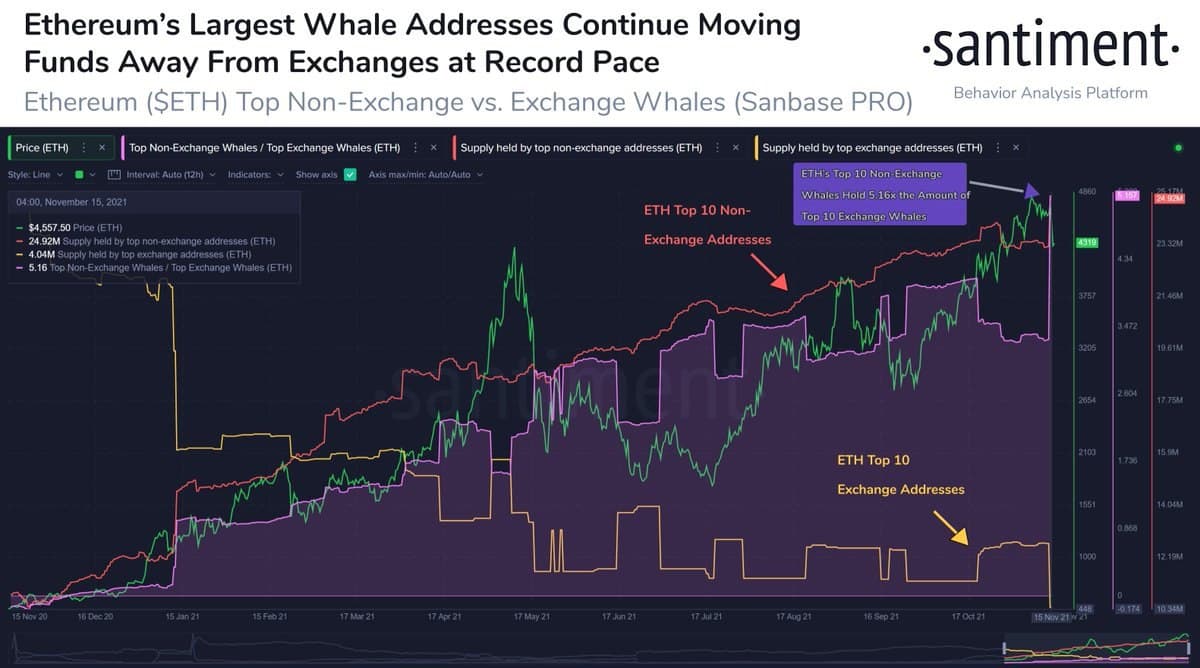 Ethereum's Largest Whale Addresses Continue Moving
Funds Away From Exchanges at Record Pace
Ethereum ($ETH) Top Non-Exchange vs. Exchange Whales (Sanbase PRO)
·santiment·
Behavior Analysis Platform
Price (ETH)
Top Non-Exchange Whales / Top Exchange Whales (ETH)
Supply held by top non-exchange addresses (ETH)
Supply held by top exchange addresses (ETH)
Style: Line
Interval: Auto (12h)
Indicators:
Show axis
Axis max/min: Auto/Auto
04:00, November 15, 2021
$4,557.50 Price (ETH)
24.92M Supply held by top non-exchange addresses (ETH)
4.04M Supply held by top exchange addresses (ETH)
5.16 Top Non-Exchange Whales / Top Exchange Whales (ETH)
ETH's Top 10 Non-Exchange
Whales Hold 5.16x the Amount of
Top 10 Exchange Whales
ETH Top 10 Non-
Exchange Addresses
ETH Top 10
Exchange Addresses
·santiment·
4860
4319
3757
3205
2654
2103
1551
1000
448
5.157
4.34
3.472
2.604
1.736
0.868
0
-0.174
25.17M
24.92M
23.32M
21.46M
19.61M
17.75M
15.9M
14.04M
12.19M
10.34M
15 Nov 20
16 Dec 20
15 Jan 21
15 Feb 21
17 Mar 21
17 Apr 21
17 May 21
17 Jun 21
17 Jul 21
17 Aug 21
16 Sep 21
17 Oct 21
15 Nov 21